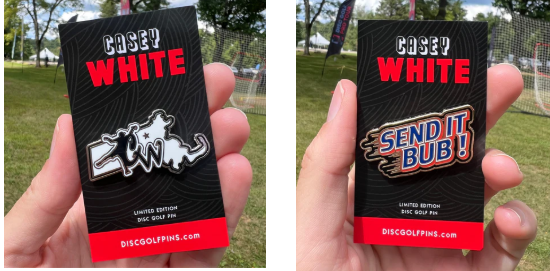 CASEY
WHITE
CW
LIMITED EDITION
DISC GOLF PIN
DISCGOLFPINS.com
CASEY
WHITE
SEND IT
BUB!
LIMITED EDITION
DISC GOLF PIN
DISCGOLFPINS.com